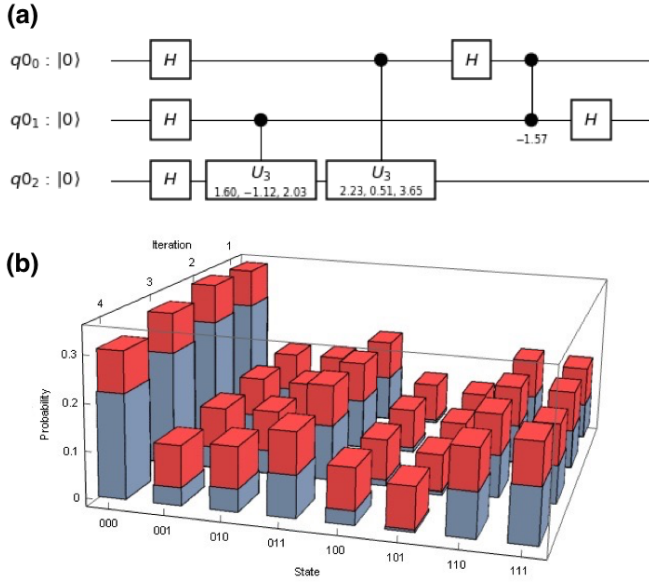 (a)
q0₀ : |0⟩ H H
q0₁ : |0⟩ H −1.57 H
q0₂ : |0⟩ H U₃ U₃
1.60, −1.12, 2.03 2.23, 0.51, 3.65
(b)
Iteration
1
2
3
4
Probability
0.3
0.2
0.1
0
000
001
010
011
100
101
110
111
State